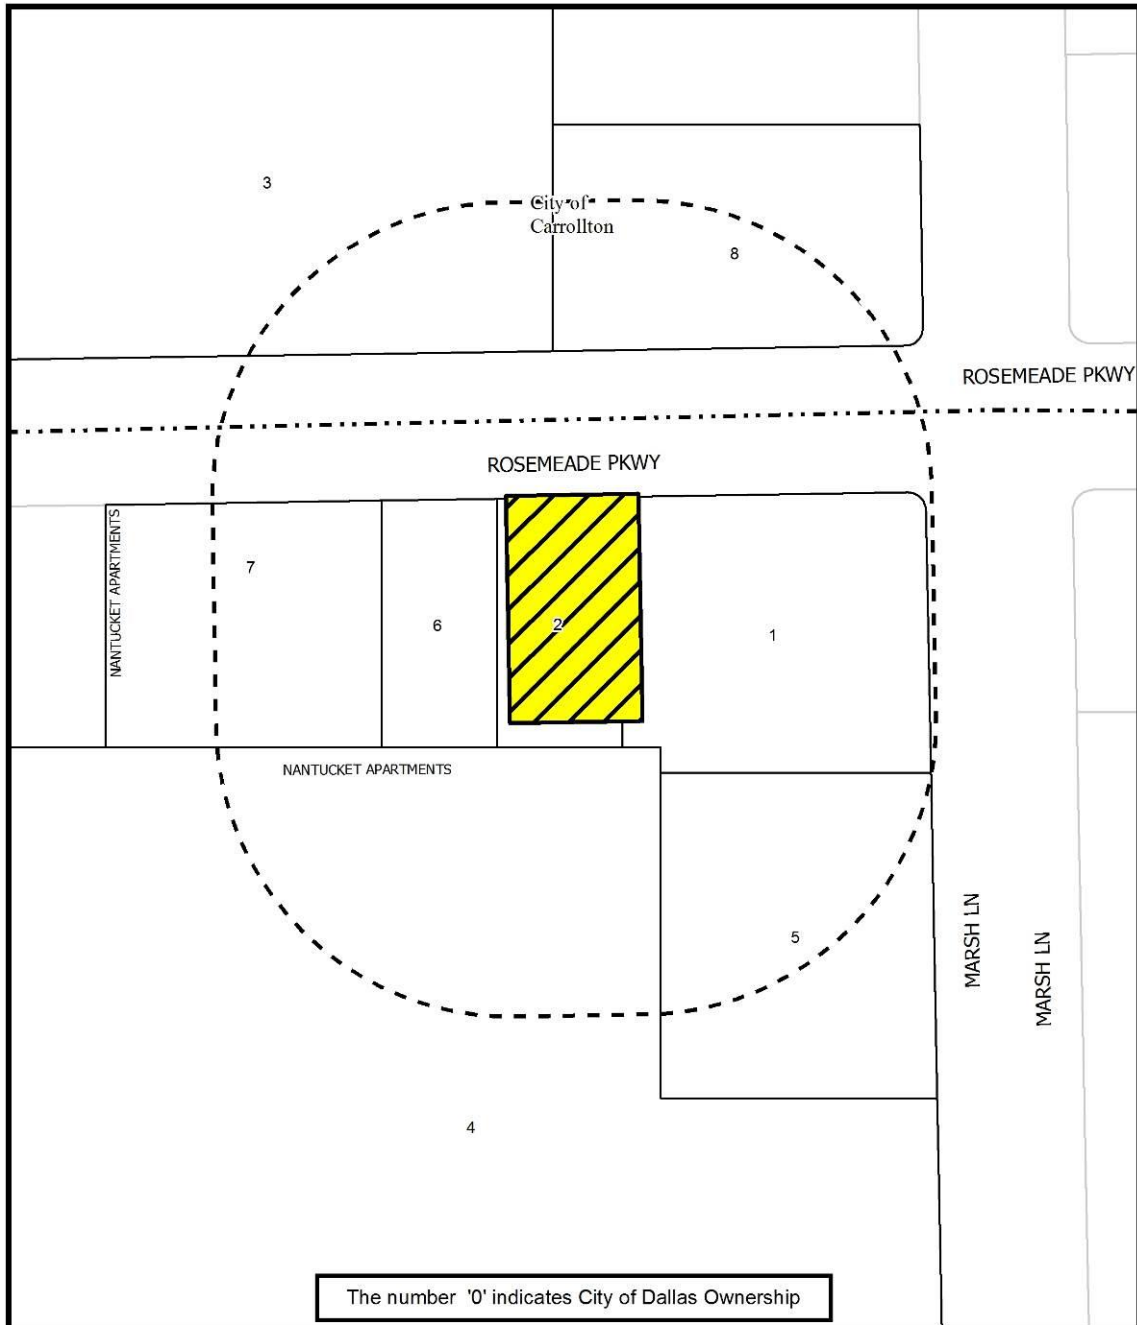 3
City of
Carrollton
8
ROSEMEADE PKWY
ROSEMEADE PKWY
NANTUCKET APARTMENTS
7
6
2
1
NANTUCKET APARTMENTS
5
MARSH LN
MARSH LN
4
The number '0' indicates City of Dallas Ownership